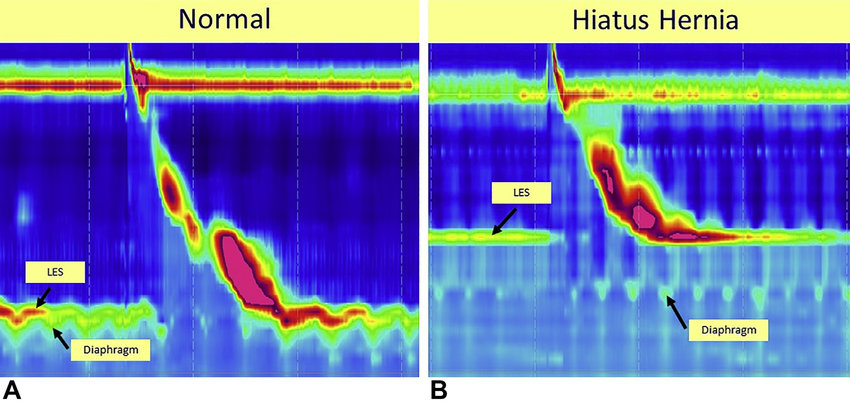 Normal
Hiatus Hernia
LES
Diaphragm
LES
Diaphragm
A
B